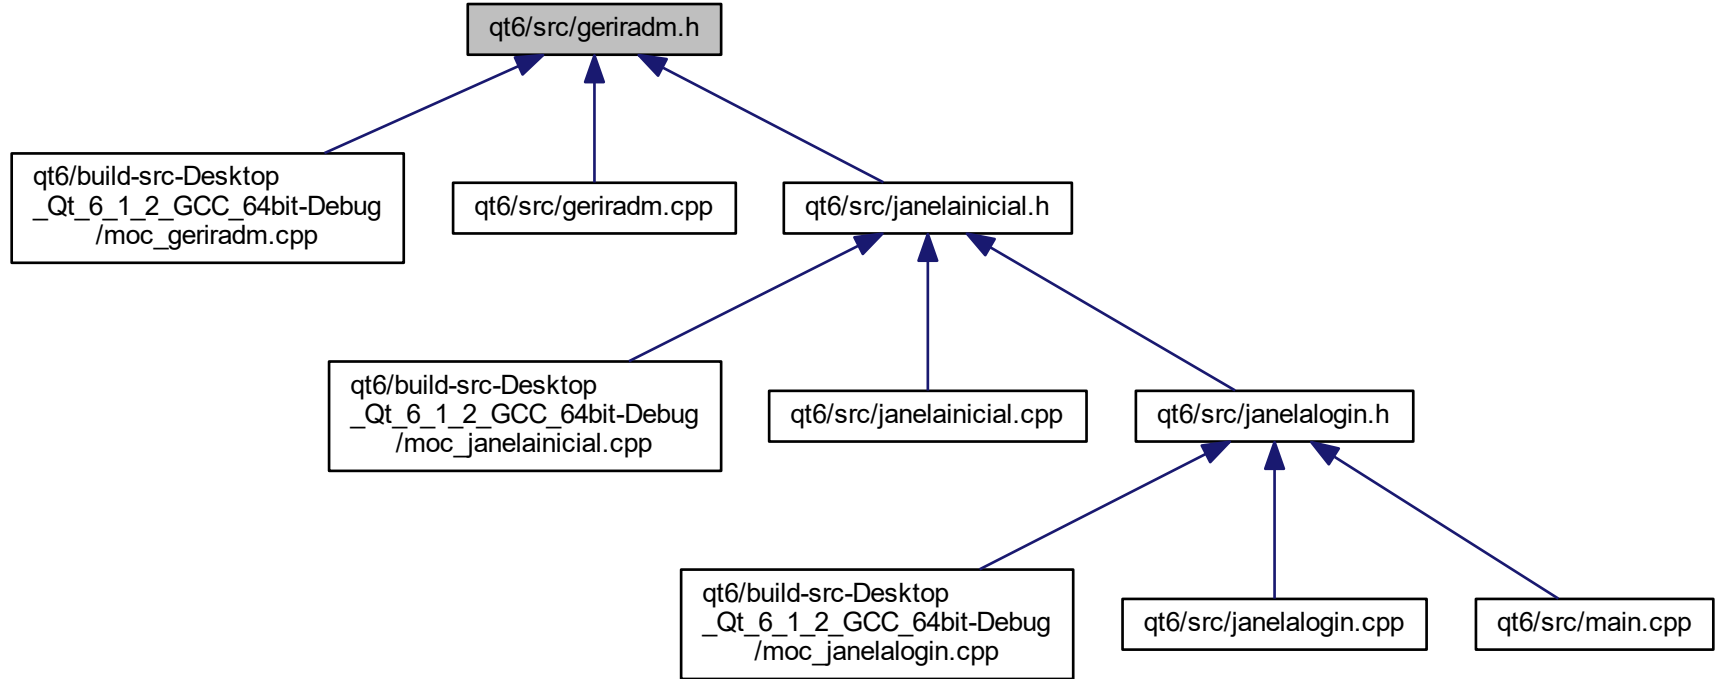 qt6/src/geriradm.h
qt6/build-src-Desktop
_Qt_6_1_2_GCC_64bit-Debug
/moc_geriradm.cpp
qt6/src/geriradm.cpp
qt6/src/janelainicial.h
qt6/build-src-Desktop
_Qt_6_1_2_GCC_64bit-Debug
/moc_janelainicial.cpp
qt6/src/janelainicial.cpp
qt6/src/janelalogin.h
qt6/build-src-Desktop
_Qt_6_1_2_GCC_64bit-Debug
/moc_janelalogin.cpp
qt6/src/janelalogin.cpp
qt6/src/main.cpp